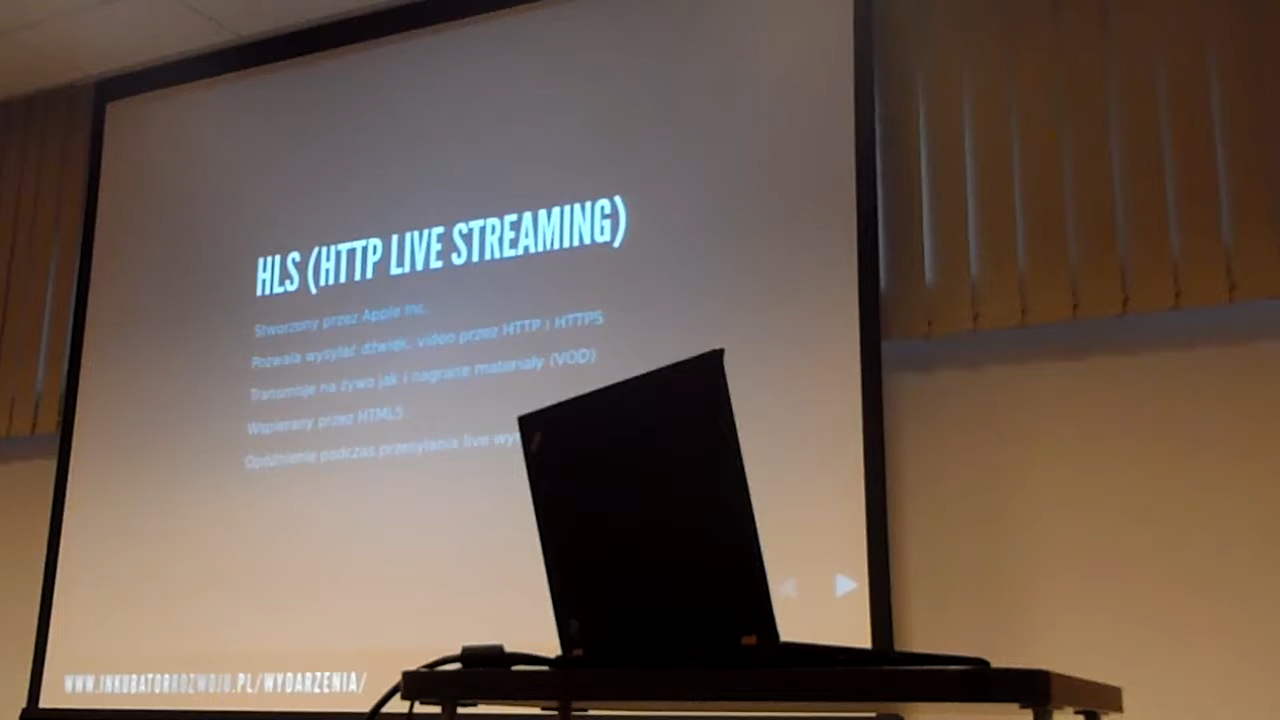 HLS (HTTP LIVE STREAMING)
Stworzony przez Apple Inc.
Pozwala wysyłać dźwięk, video przez HTTP i HTTPS
Transmituje na żywo jak i nagrane materiały (VOD)
Wspierany przez HTML5
Opóźnienie podczas przesyłania live
WWW.INKUBATORROZWOJU.PL/WYDARZENIA/